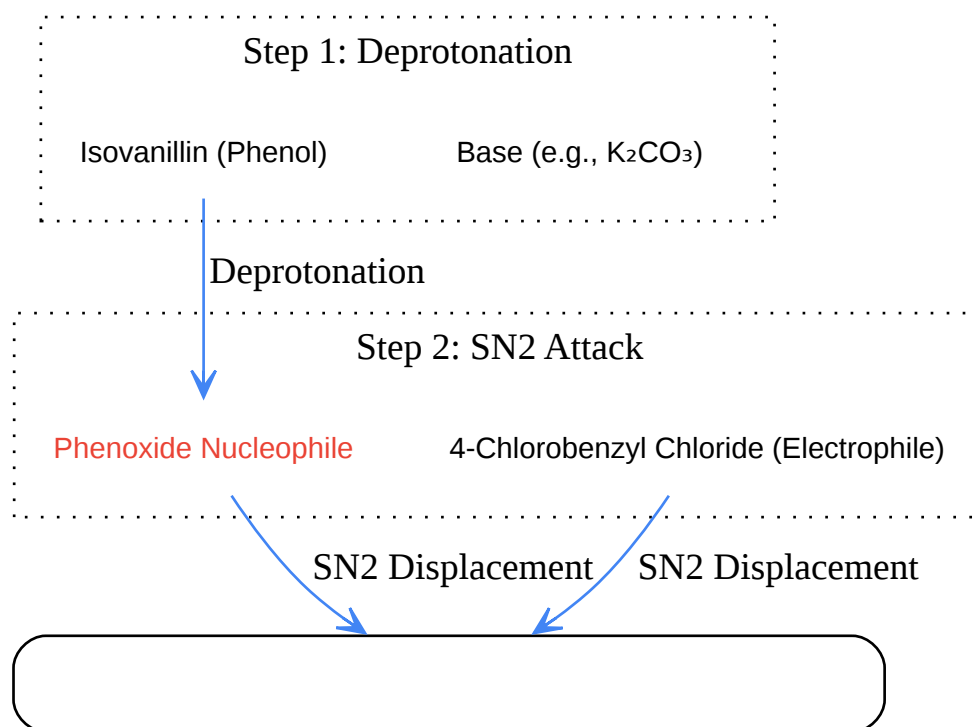 Step 1: Deprotonation
Isovanillin (Phenol)
Base (e.g., K₂CO₃)
Deprotonation
Step 2: SN2 Attack
Phenoxide Nucleophile
4-Chlorobenzyl Chloride (Electrophile)
SN2 Displacement
SN2 Displacement